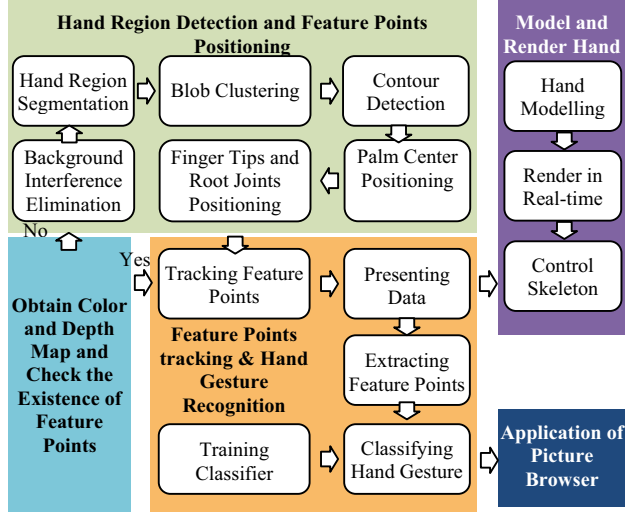 Hand Region Detection and Feature Points
Positioning
Hand Region
Segmentation
Blob Clustering
Contour
Detection
Background
Interference
Elimination
Finger Tips and
Root Joints
Positioning
Palm Center
Positioning
Model and
Render Hand
Hand
Modelling
Render in
Real-time
Control
Skeleton
No
Yes
Obtain Color
and Depth
Map and
Check the
Existence of
Feature
Points
Tracking Feature
Points
Presenting
Data
Feature Points
tracking & Hand
Gesture
Recognition
Extracting
Feature Points
Training
Classifier
Classifying
Hand Gesture
Application of
Picture
Browser